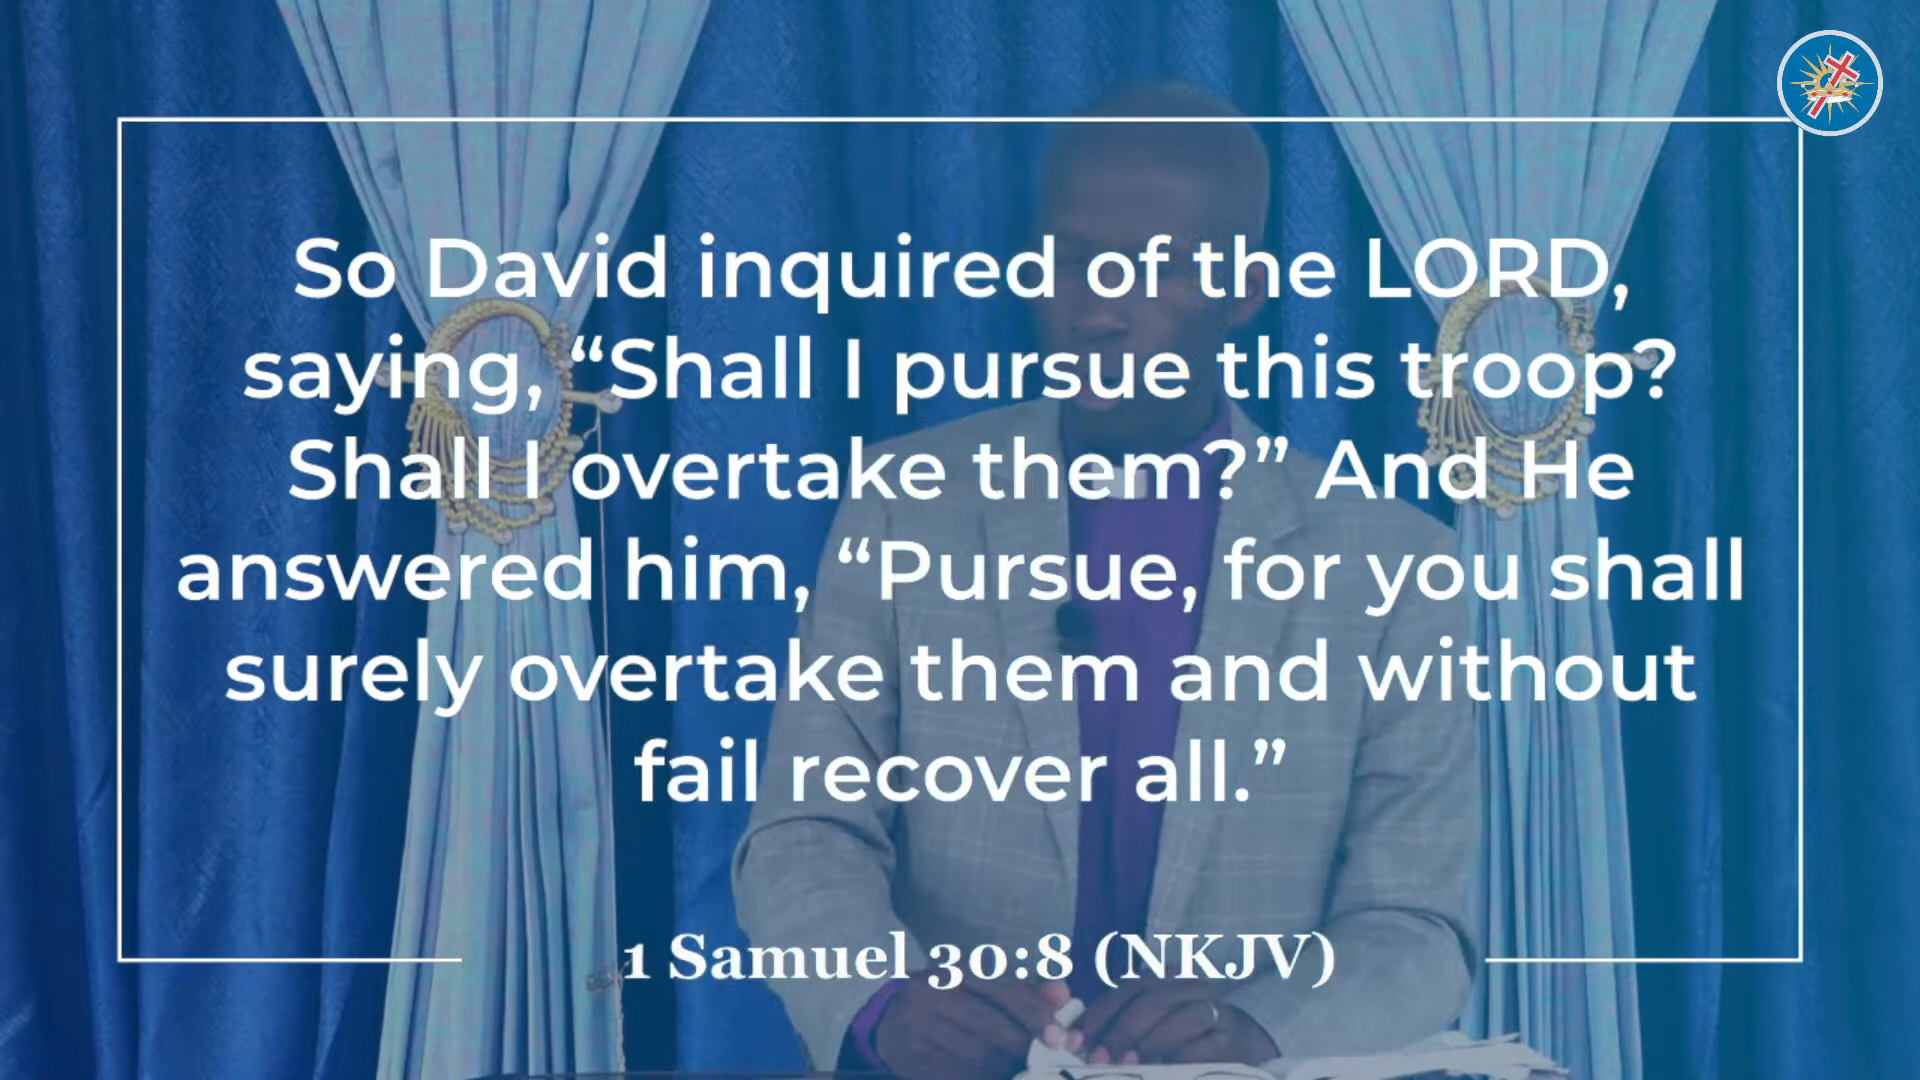 So David inquired of the LORD,
saying, “Shall I pursue this troop?
Shall I overtake them?” And He
answered him, “Pursue, for you shall
surely overtake them and without
fail recover all.”
1 Samuel 30:8 (NKJV)